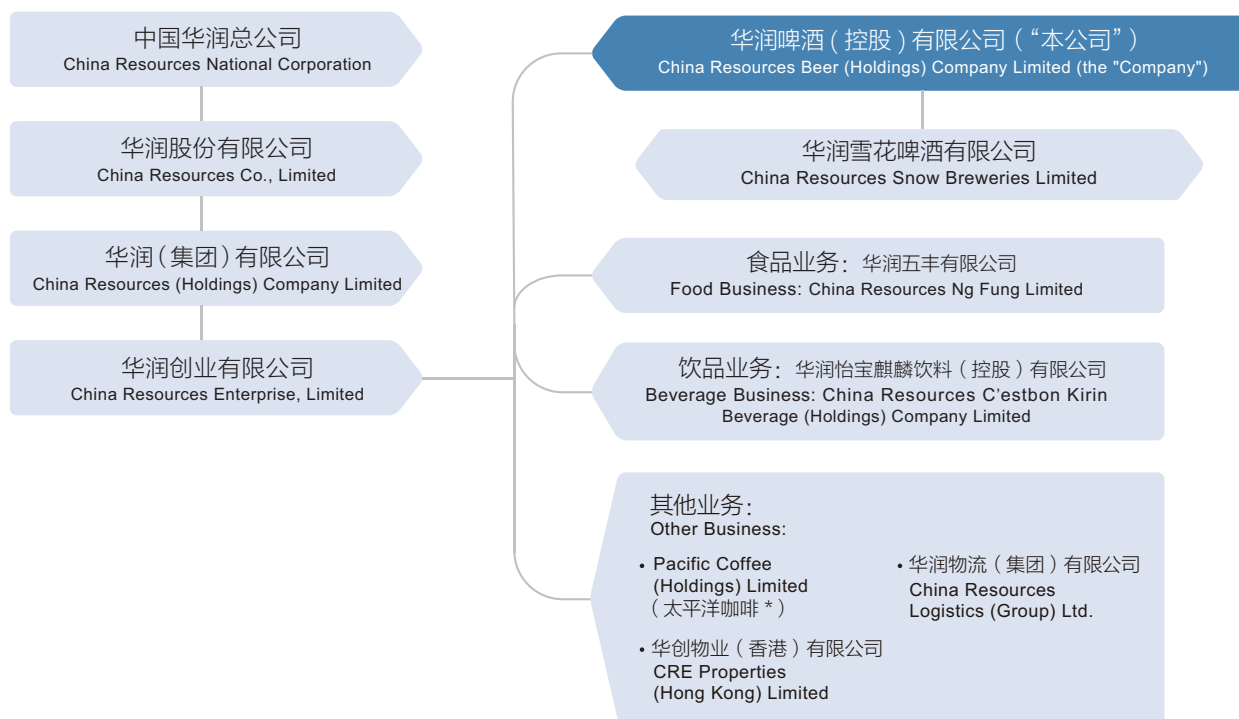 中国华润总公司
China Resources National Corporation
华润股份有限公司
China Resources Co., Limited
华润（集团）有限公司
China Resources (Holdings) Company Limited
华润创业有限公司
China Resources Enterprise, Limited
华润啤酒（控股）有限公司（“本公司”）
China Resources Beer (Holdings) Company Limited (the "Company")
华润雪花啤酒有限公司
China Resources Snow Breweries Limited
食品业务：华润五丰有限公司
Food Business: China Resources Ng Fung Limited
饮品业务：华润怡宝麒麟饮料（控股）有限公司
Beverage Business: China Resources C'estbon Kirin
Beverage (Holdings) Company Limited
其他业务：
Other Business:
• Pacific Coffee
(Holdings) Limited
（太平洋咖啡*）
• 华创物业（香港）有限公司
CRE Properties
(Hong Kong) Limited
• 华润物流（集团）有限公司
China Resources
Logistics (Group) Ltd.